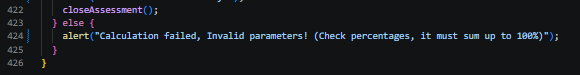 422 closeAssessment();
423 } else {
424 alert("Calculation failed, Invalid parameters! (Check percentages, it must sum up to 100%)");
425 }
426 }